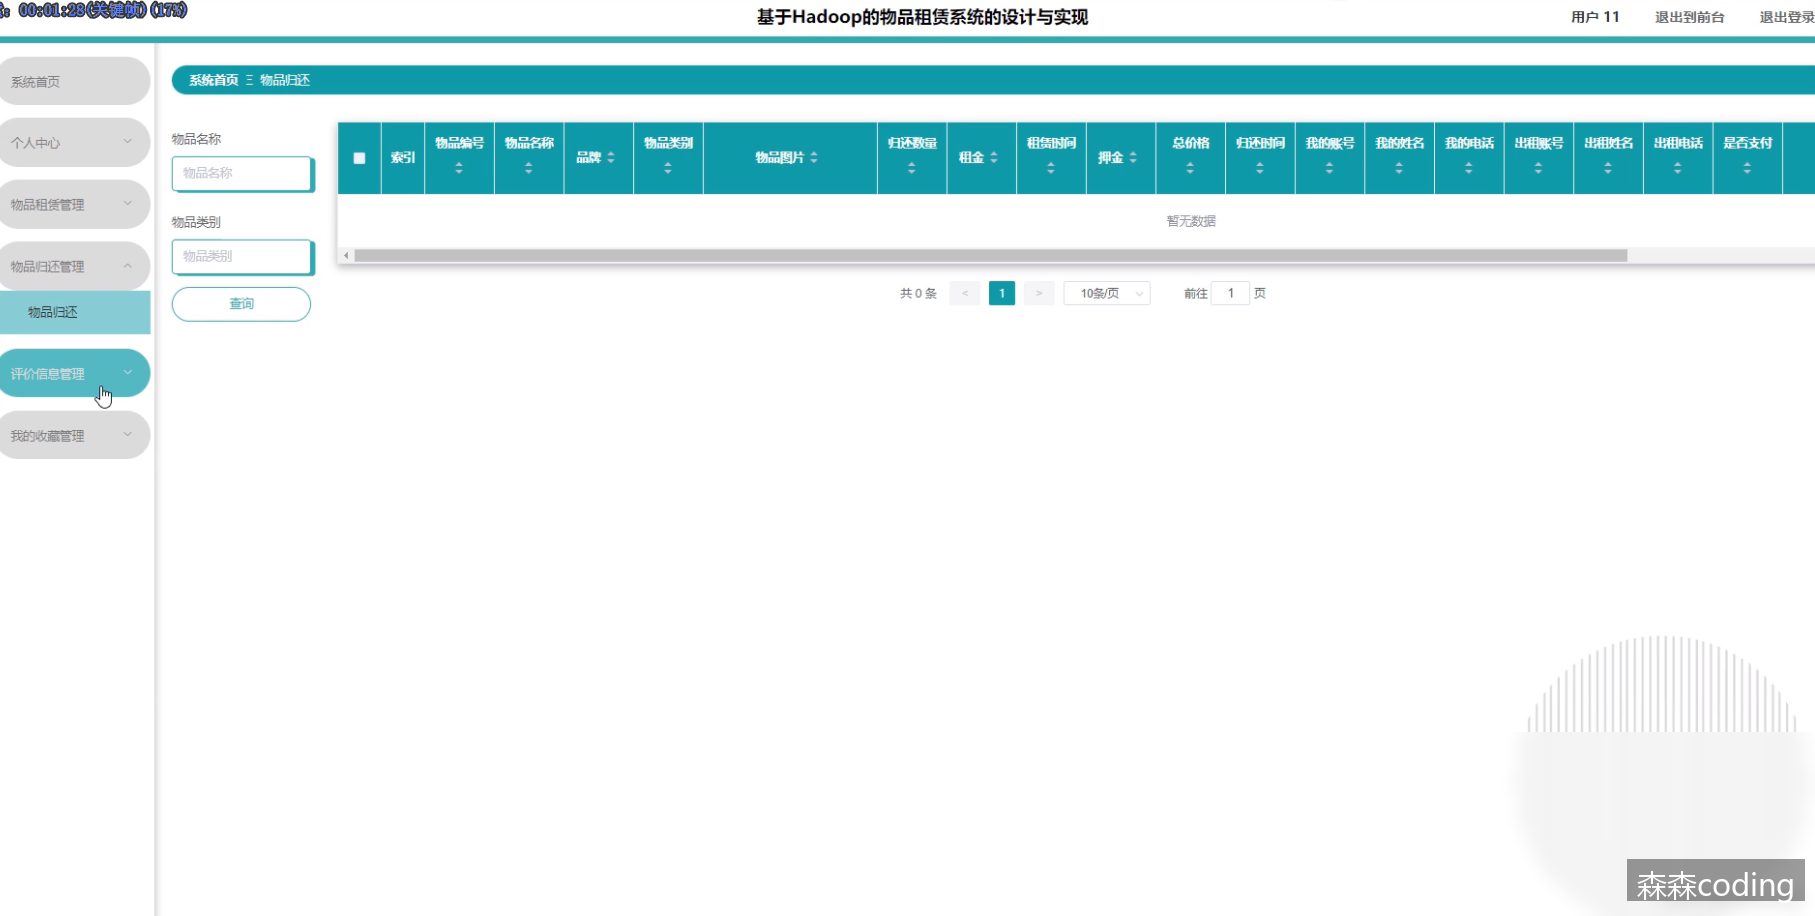 ：00:01:28(关键帧)(17%)
基于Hadoop的物品租赁系统的设计与实现
用户 11
退出到前台
退出登录
系统首页
个人中心
物品租赁管理
物品归还管理
物品归还
评价信息管理
我的收藏管理
系统首页 Ξ 物品归还
物品名称
物品名称
物品类别
物品类别
查询
索引
物品编号
物品名称
品牌
物品类别
物品图片
归还数量
租金
租赁时间
押金
总价格
归还时间
我的账号
我的姓名
我的电话
出租账号
出租姓名
出租电话
是否支付
暂无数据
共 0 条
<
1
>
10条/页
前往 1 页
森森coding